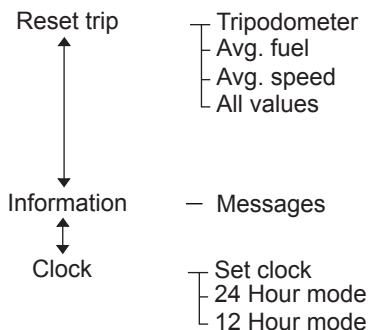 Reset trip
Tripodometer
Avg. fuel
Avg. speed
All values
Information
Messages
Clock
Set clock
24 Hour mode
12 Hour mode